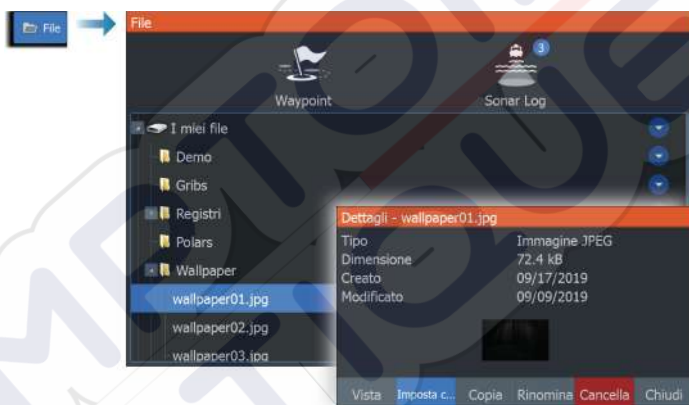 File
File
3
Waypoint
Sonar Log
I miei file
Demo
Gribs
Registri
Polars
Wallpaper
wallpaper01.jpg
wallpaper02.jpg
wallpaper03.jpg
Dettagli - wallpaper01.jpg
Tipo Immagine JPEG
Dimensione 72.4 kB
Creato 09/17/2019
Modificato 09/09/2019
Vista Imposta c... Copia Rinomina Cancella Chiudi